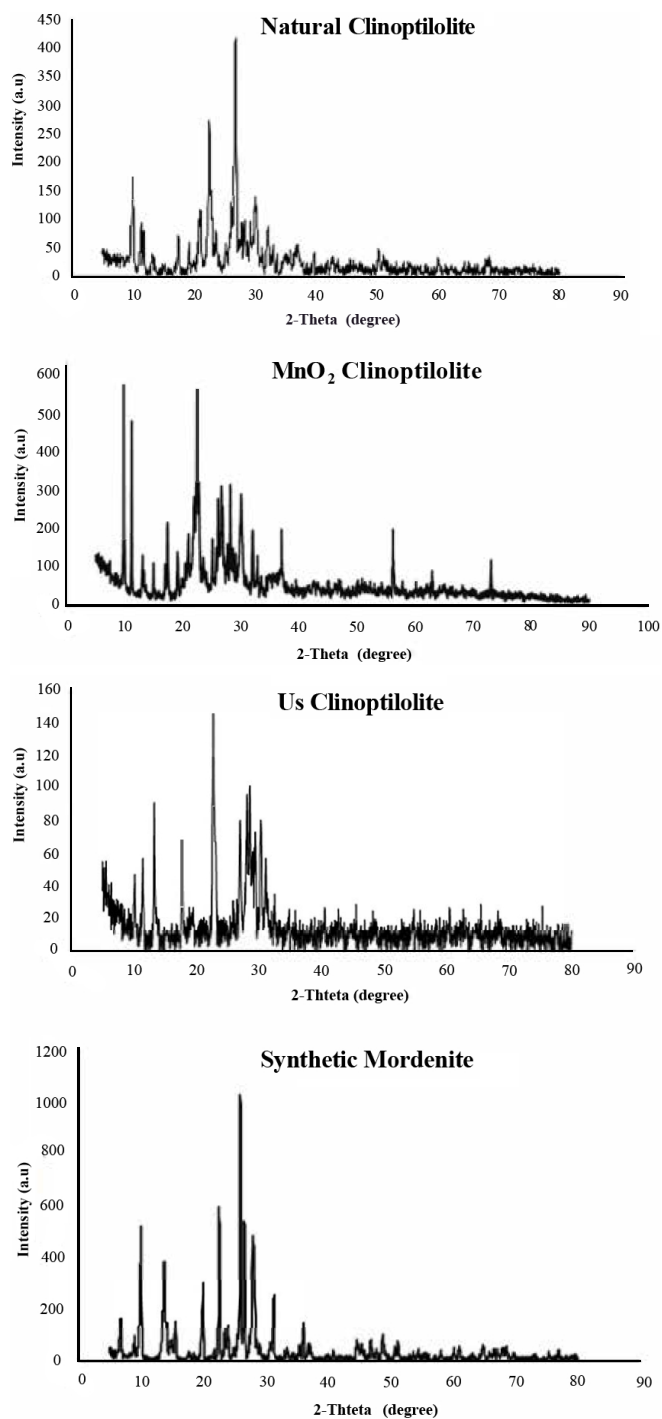 Natural Clinoptilolite
Intensity (a.u)
450
400
350
300
250
200
150
100
50
0
0 10 20 30 40 50 60 70 80 90
2-Theta (degree)
MnO2 Clinoptilolite
Intensity (a.u)
600
500
400
300
200
100
0
0 10 20 30 40 50 60 70 80 90 100
2-Theta (degree)
Us Clinoptilolite
Intensity (a.u)
160
140
120
100
80
60
40
20
0
0 10 20 30 40 50 60 70 80 90
2-Thteta (degree)
Synthetic Mordenite
Intensity (a.u)
1200
1000
800
600
400
200
0
0 10 20 30 40 50 60 70 80 90
2-Thteta (degree)